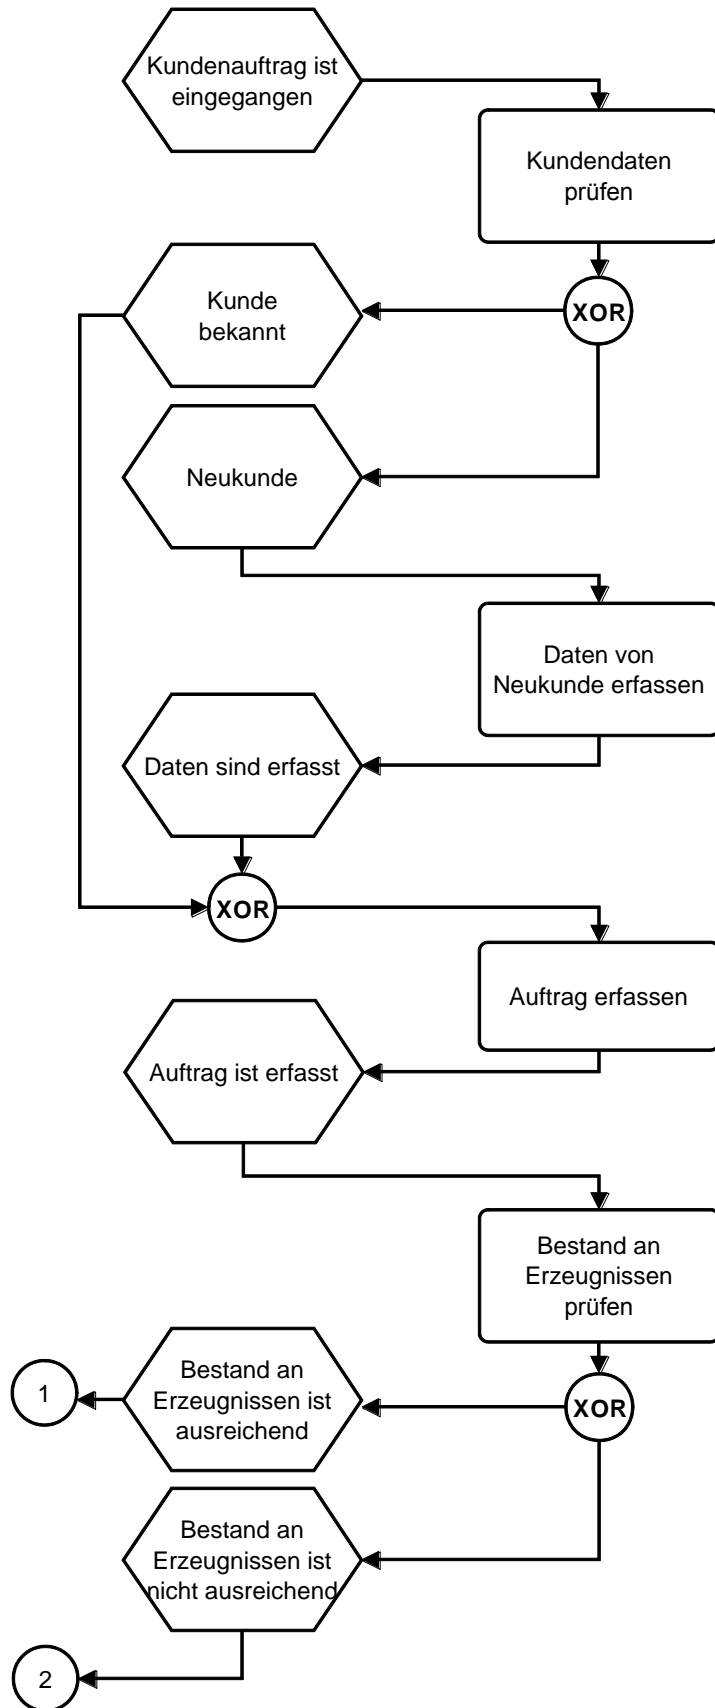 Kundenauftrag ist
eingegangen
Kundendaten
prüfen
XOR
Kunde
bekannt
Neukunde
Daten von
Neukunde erfassen
Daten sind erfasst
XOR
Auftrag erfassen
Auftrag ist erfasst
Bestand an
Erzeugnissen
prüfen
XOR
Bestand an
Erzeugnissen ist
ausreichend
1
Bestand an
Erzeugnissen ist
nicht ausreichend
2